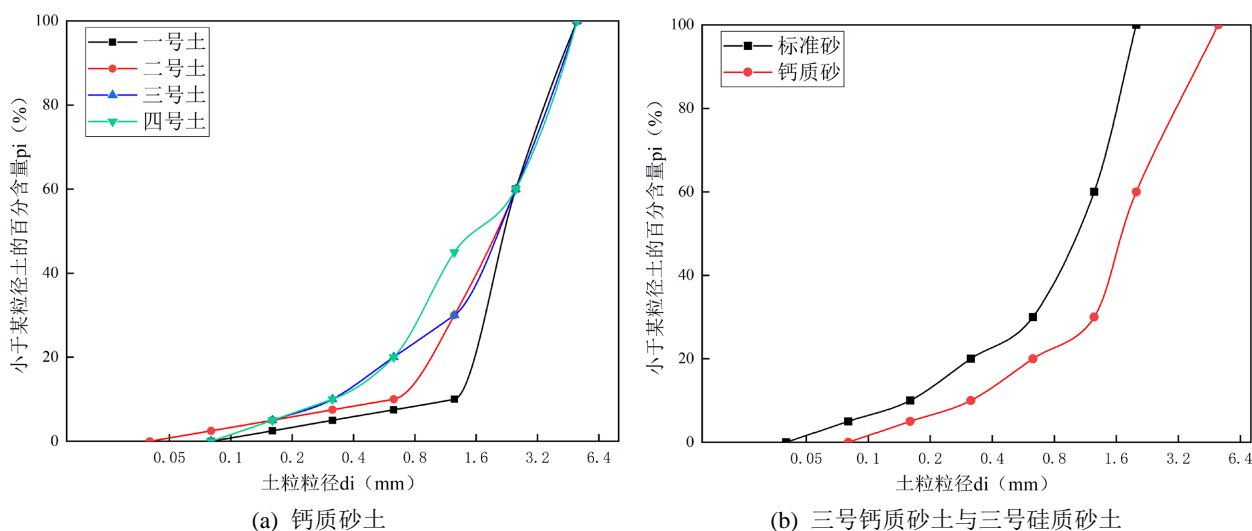 100
80
60
40
20
0
小于某粒径土的百分含量pi（%）
一号土
二号土
三号土
四号土
0.05 0.1 0.2 0.4 0.8 1.6 3.2 6.4
土粒粒径di（mm）
(a) 钙质砂土
100
80
60
40
20
0
小于某粒径土的百分含量pi（%）
标准砂
钙质砂
0.05 0.1 0.2 0.4 0.8 1.6 3.2 6.4
土粒粒径di（mm）
(b) 三号钙质砂土与三号硅质砂土